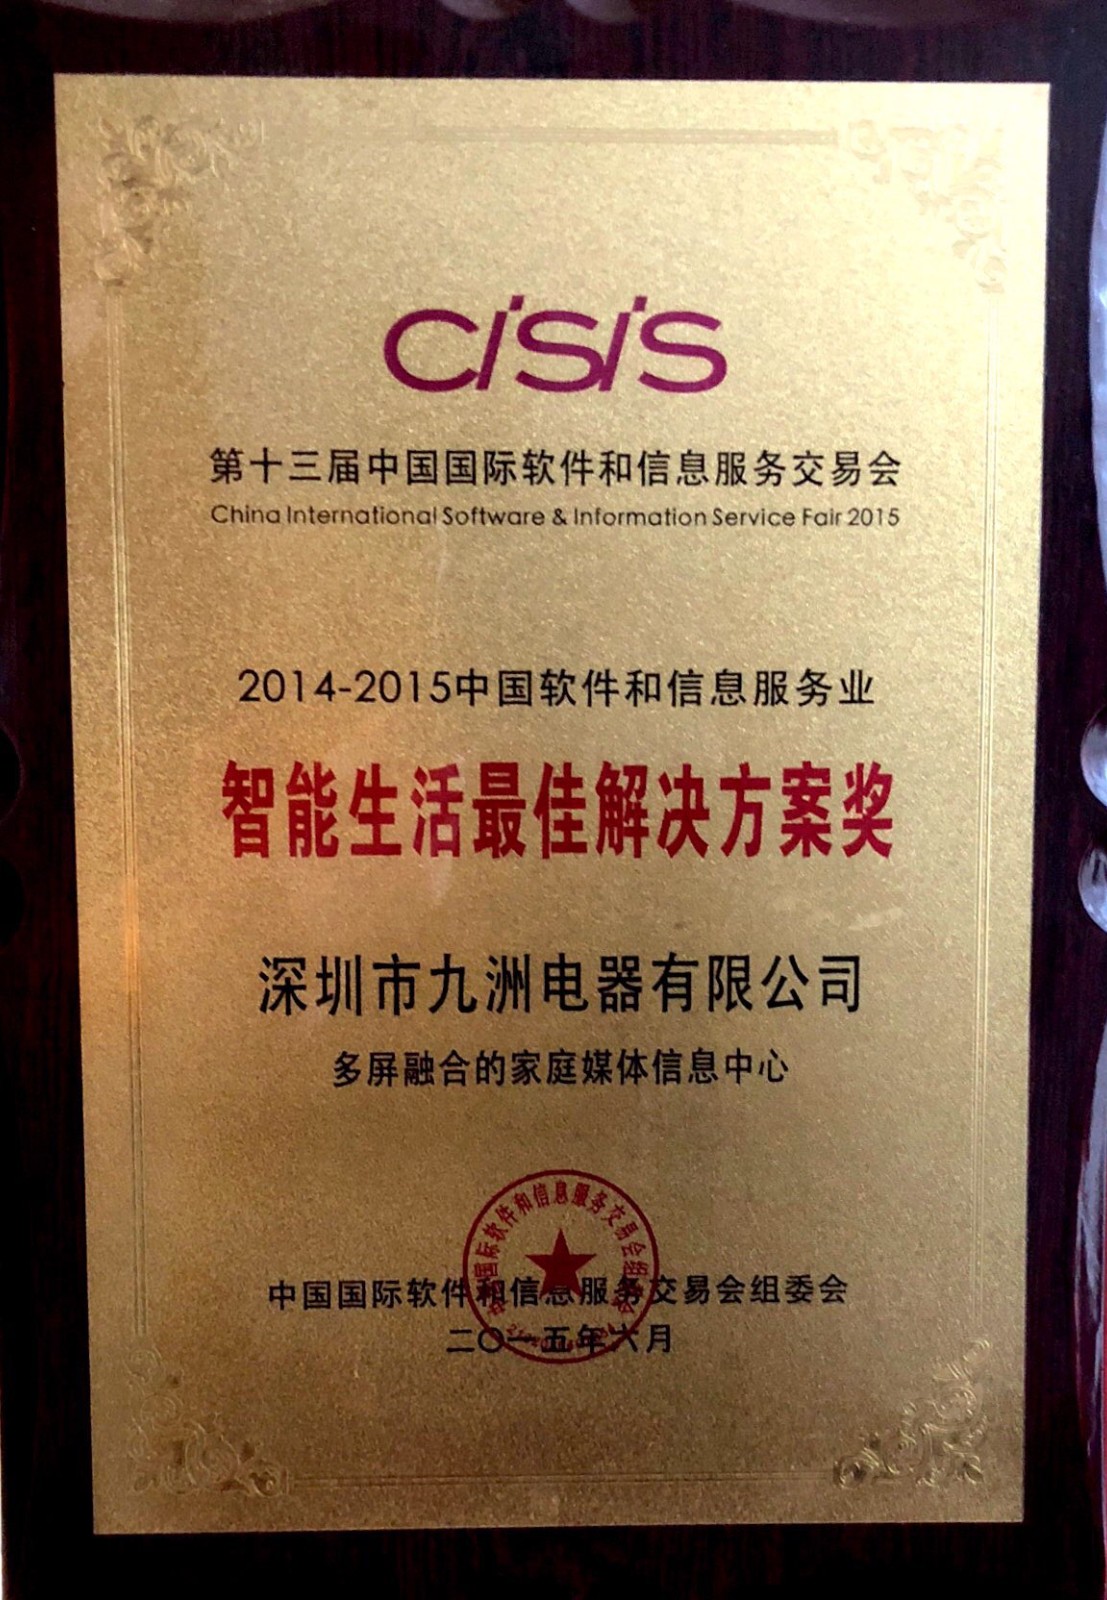 CISIS
第十三届中国国际软件和信息服务交易会
China International Software & Information Service Fair 2015
2014-2015中国软件和信息服务业
智能生活最佳解决方案奖
深圳市九洲电器有限公司
多屏融合的家庭媒体信息中心
中国国际软件和信息服务交易会组委会
二〇一五年六月